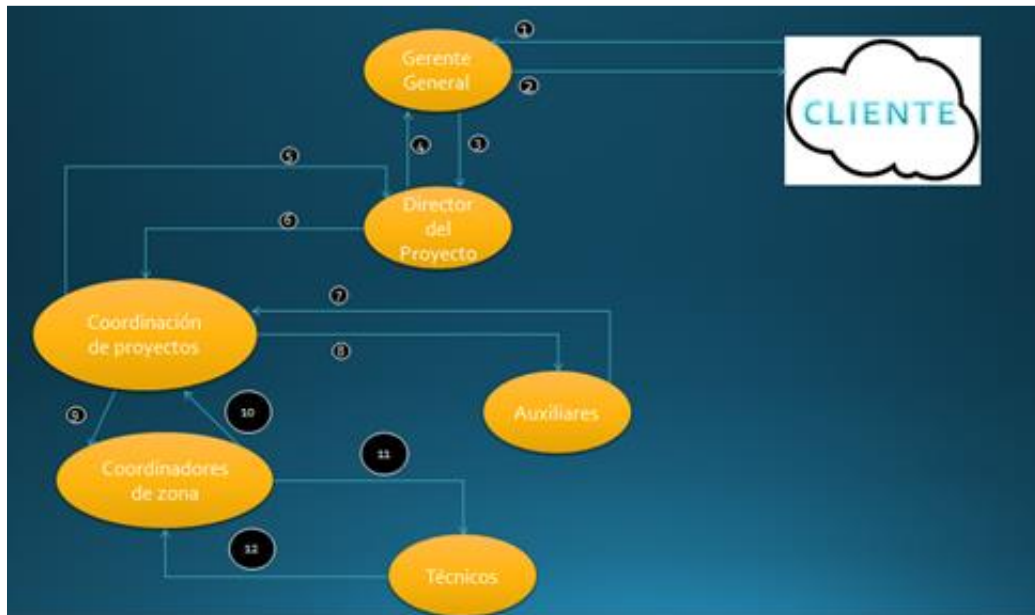 1
Gerente
General
2
CLIENTE
4
3
5
Director
del
Proyecto
6
7
Coordinación
de proyectos
8
Auxiliares
9
10
11
Coordinadores
de zona
12
Técnicos